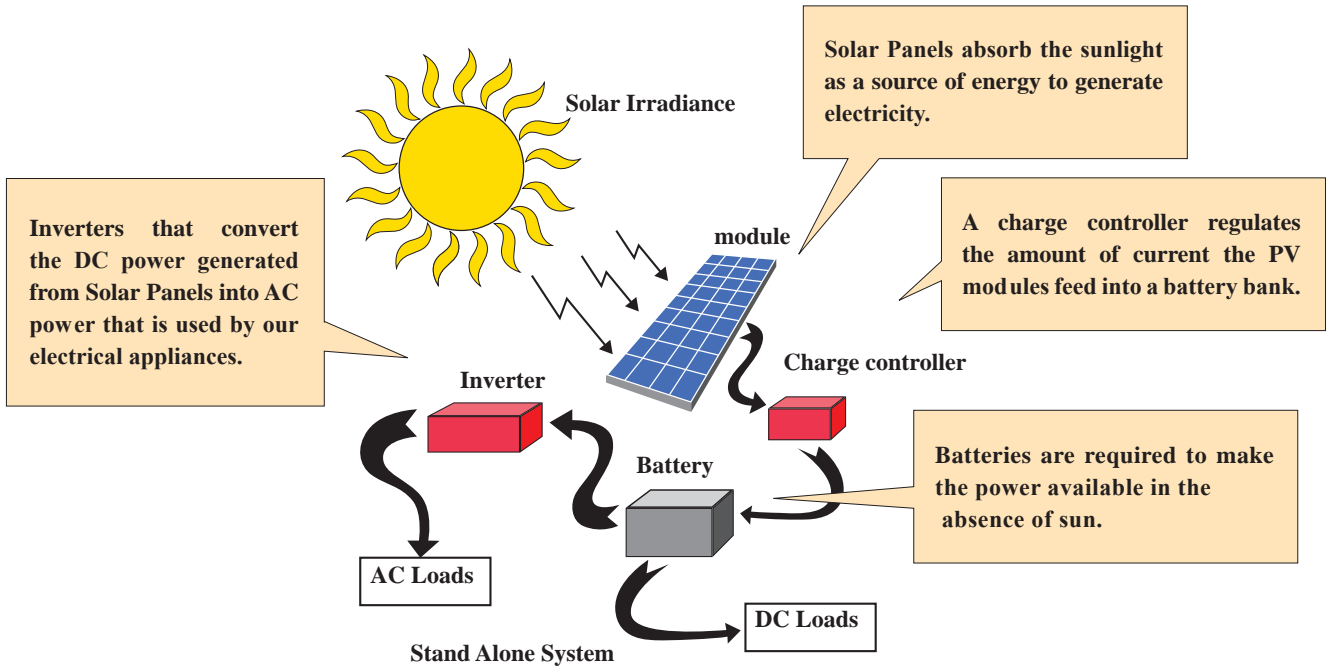 Solar Panels absorb the sunlight
as a source of energy to generate
electricity.
Solar Irradiance
Inverters that convert
the DC power generated
from Solar Panels into AC
power that is used by our
electrical appliances.
module
A charge controller regulates
the amount of current the PV
modules feed into a battery bank.
Charge controller
Inverter
Battery
Batteries are required to make
the power available in the
absence of sun.
AC Loads
DC Loads
Stand Alone System